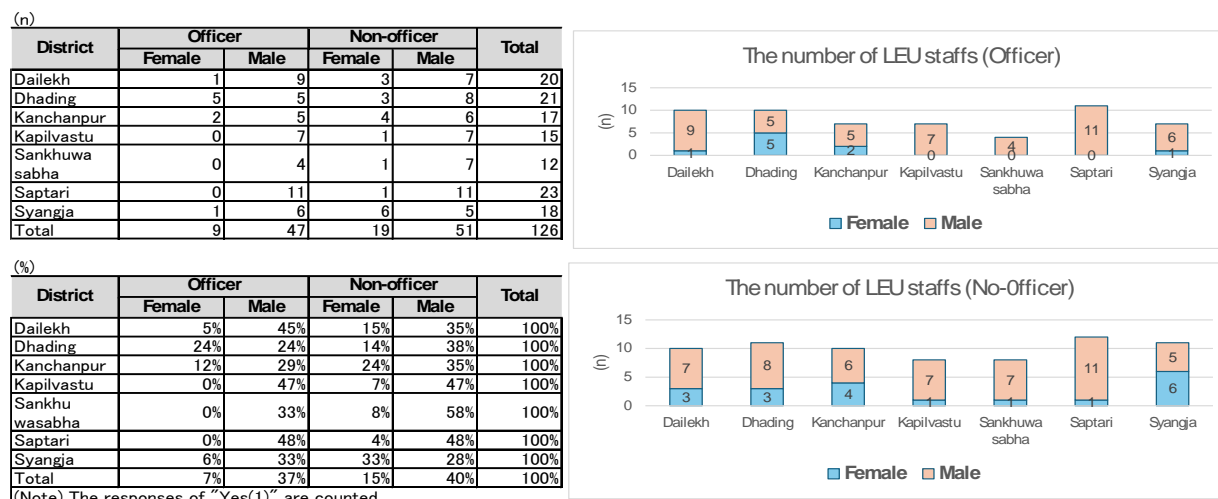 (n)
District Officer Non-officer Total
Female Male Female Male
Dailekh 1 9 3 7 20
Dhading 5 5 3 8 21
Kanchanpur 2 5 4 6 17
Kapilvastu 0 7 1 7 15
Sankhuwa
sabha 0 4 1 7 12
Saptari 0 11 1 11 23
Syangja 1 6 6 5 18
Total 9 47 19 51 126
The number of LEU staffs (Officer)
(n)
15
10
5
0
9 5 5 7 4 11 6
1 5 2 0 0 0 1
Dailekh Dhading Kanchanpur Kapilvastu Sankhuwa Saptari Syangja
sabha
Female Male
(%)
District Officer Non-officer Total
Female Male Female Male
Dailekh 5% 45% 15% 35% 100%
Dhading 24% 24% 14% 38% 100%
Kanchanpur 12% 29% 24% 35% 100%
Kapilvastu 0% 47% 7% 47% 100%
Sankhu
wasabha 0% 33% 8% 58% 100%
Saptari 0% 48% 4% 48% 100%
Syangja 6% 33% 33% 28% 100%
Total 7% 37% 15% 40% 100%
(Note) The responses of "Yes(1)" are counted
The number of LEU staffs (No-0fficer)
(n)
15
10
5
0
7 8 6 7 7 11 5
3 3 4 1 1 1 6
Dailekh Dhading Kanchanpur Kapilvastu Sankhuwa Saptari Syangja
sabha
Female Male